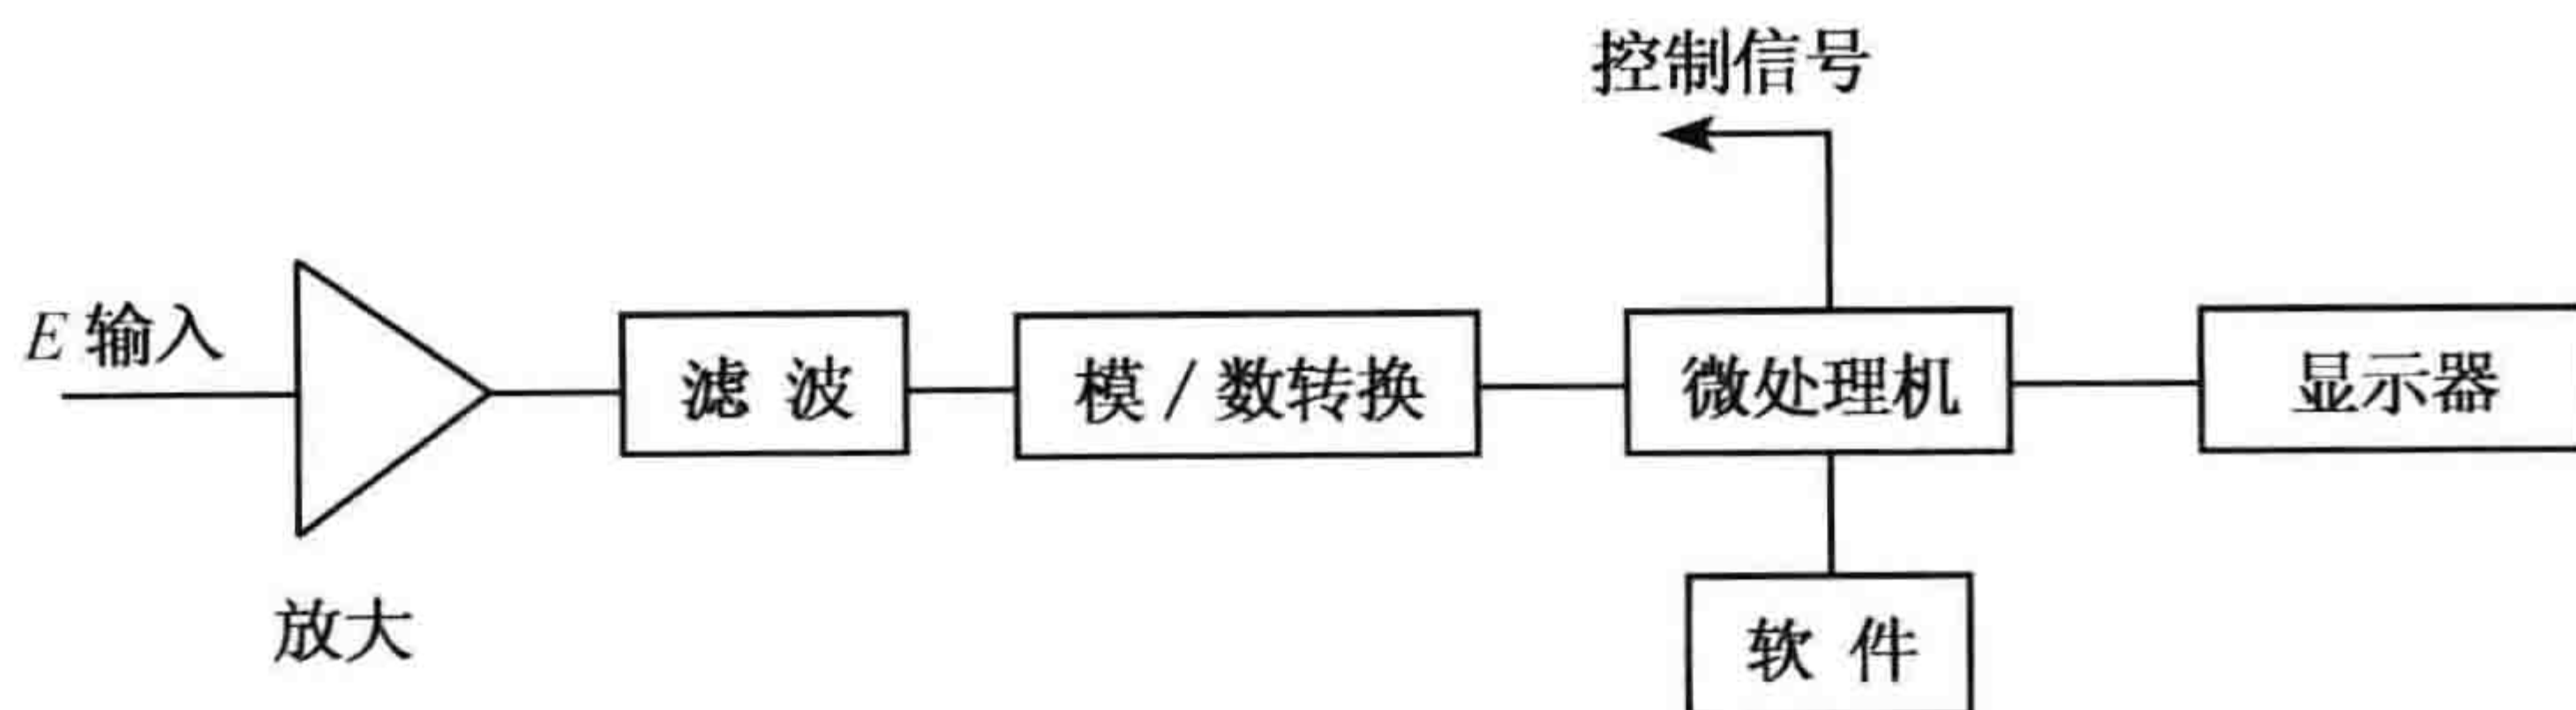 控制信号
E 输入
滤 波
模 / 数转换
微处理机
显示器
放大
软 件